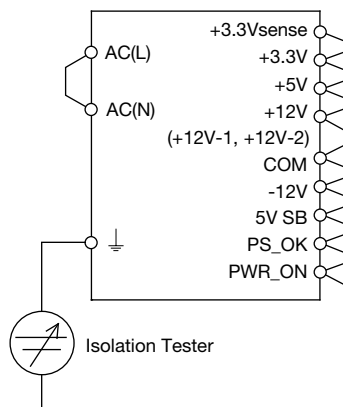 AC(L)
AC(N)
+3.3Vsense
+3.3V
+5V
+12V
(+12V-1, +12V-2)
COM
-12V
5V SB
PS_OK
PWR_ON
Isolation Tester